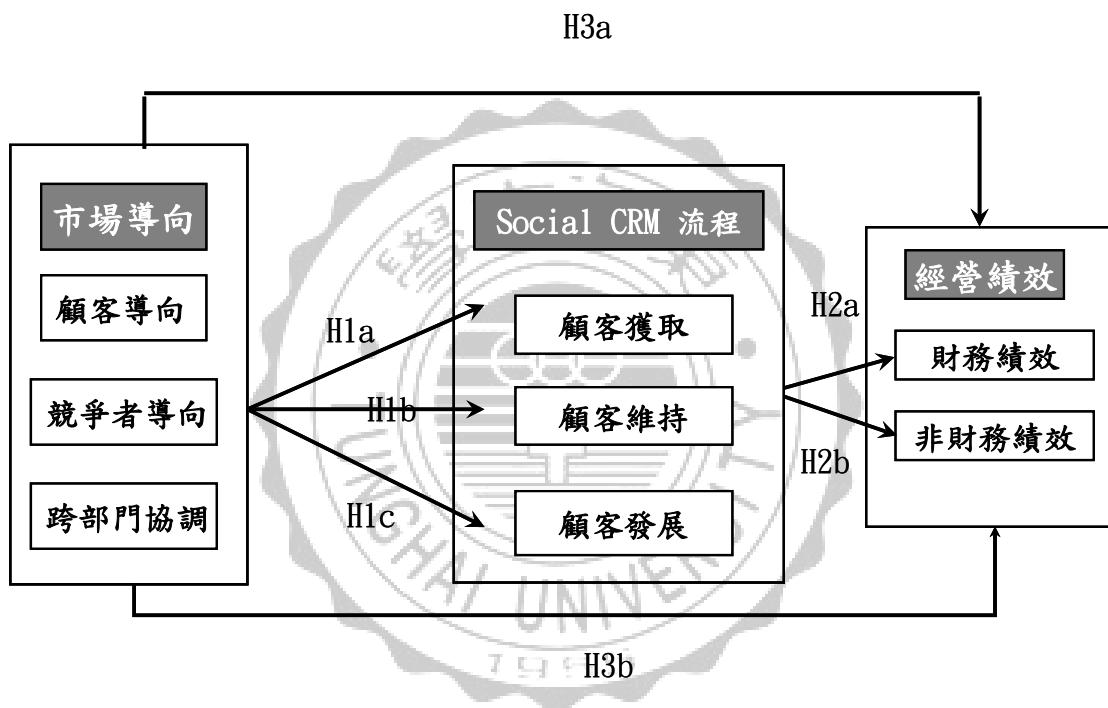 H3a
市場導向
顧客導向
競爭者導向
跨部門協調
H1a
H1b
H1c
Social CRM 流程
顧客獲取
顧客維持
顧客發展
H2a
H2b
經營績效
財務績效
非財務績效
H3b
UNGHAI UNIVERSITY